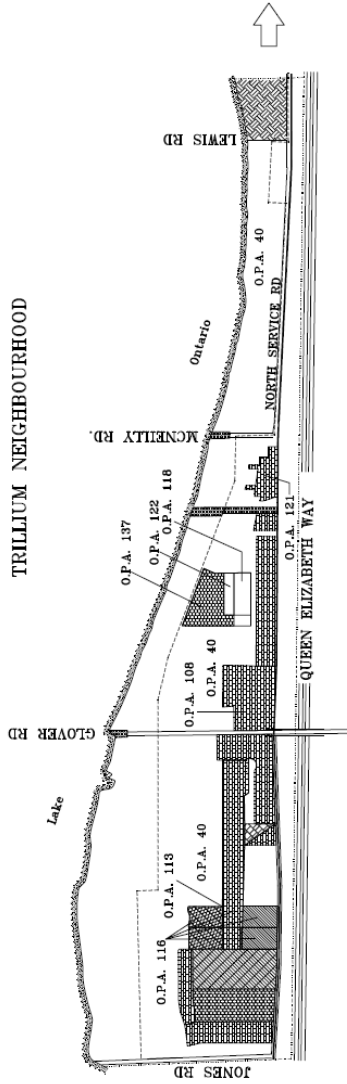 TRILLIUM NEIGHBOURHOOD
Lake
Ontario
JONES RD
GLOVER RD
MCNEILLY RD.
LEWIS RD
O.P.A. 116
O.P.A. 113
O.P.A. 40
O.P.A. 108
O.P.A. 40
O.P.A. 137
O.P.A. 122
O.P.A. 118
O.P.A. 121
O.P.A. 40
NORTH SERVICE RD
QUEEN ELIZABETH WAY